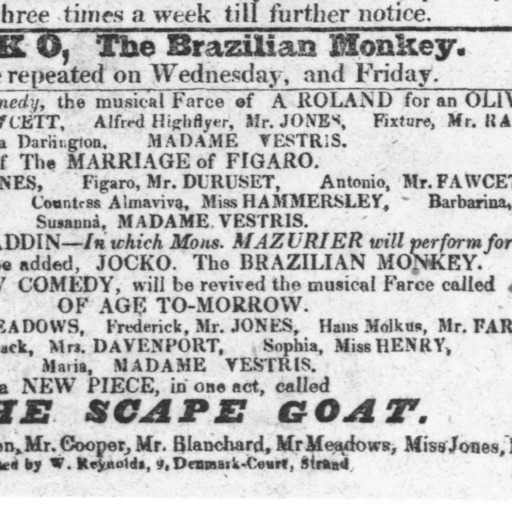 three times a week till further notice.
KO, The Brazilian Monkey.
repeated on Wednesday, and Friday.
medy, the musical Farce of A ROLAND for an OLIV
WCETT, Alfred Highflyer, Mr. JONES, Fixture, Mr. RA
a Darlington, MADAME VESTRIS.
f The MARRIAGE of FIGARO.
NES, Figaro, Mr. DURUSET, Antonio, Mr. FAWCET
Countess Almaviva, Miss HAMMERSLEY, Barbarina,
Susanna, MADAME VESTRIS.
ADDIN—In which Mons. MAZURIER will perform for
be added, JOCKO. The BRAZILIAN MONKEY.
COMEDY, will be revived the musical Farce called
OF AGE TO-MORROW.
EADOWS, Frederick, Mr. JONES, Hans Molkus, Mr. FAR
ack, Mrs. DAVENPORT, Sophia, Miss HENRY,
Maria, MADAME VESTRIS.
a NEW PIECE, in one act, called
HE SCAPE GOAT.
on, Mr. Cooper, Mr. Blanchard, Mr Meadows, Miss Jones,
ed by W. Reynolds, 9, Denmark-Court, Strand